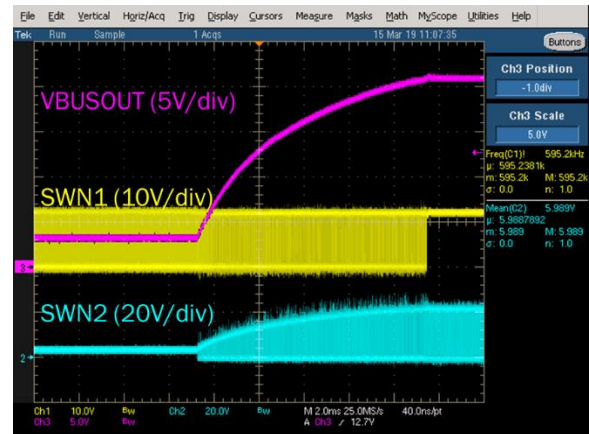 File Edit Vertical Horiz/Acq Trig Display Cursors Measure Masks Math MyScope Utilities Help
Tek Run Sample 1 Acqs 15 Mar 19 11:07:35 Buttons
Ch3 Position
-1.0div
Ch3 Scale
5.0V
VBUSOUT (5V/div)
Freq(C1)! 595.2kHz
µ: 595.2381k
m: 595.2k M: 595.2k
σ: 0.0 n: 1.0
Mean(C2) 5.989V
µ: 5.9887892
m: 5.989 M: 5.989
σ: 0.0 n: 1.0
SWN1 (10V/div)
3
SWN2 (20V/div)
2
Ch1 10.0V Bw Ch2 20.0V Bw M 2.0ms 25.0MS/s 40.0ns/pt
Ch3 5.0V Bw A Ch3 / 12.7V